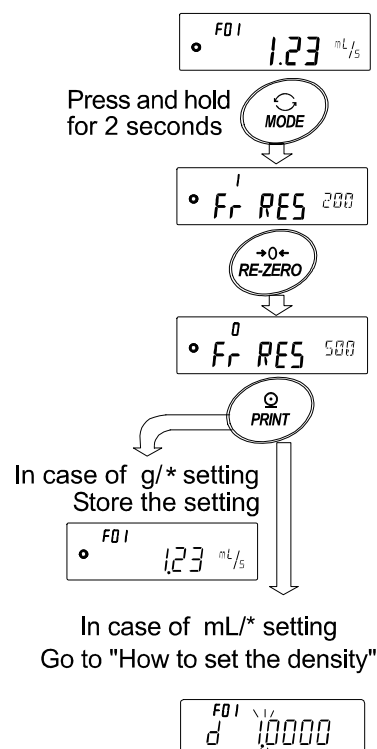 F01
1.23 mL/s
Press and hold
for 2 seconds
MODE
1
Fr RES 200
→0←
RE-ZERO
0
Fr RES 500
PRINT
In case of g/* setting
Store the setting
F01
1.23 mL/s
In case of mL/* setting
Go to "How to set the density"
F01
d 1.0000